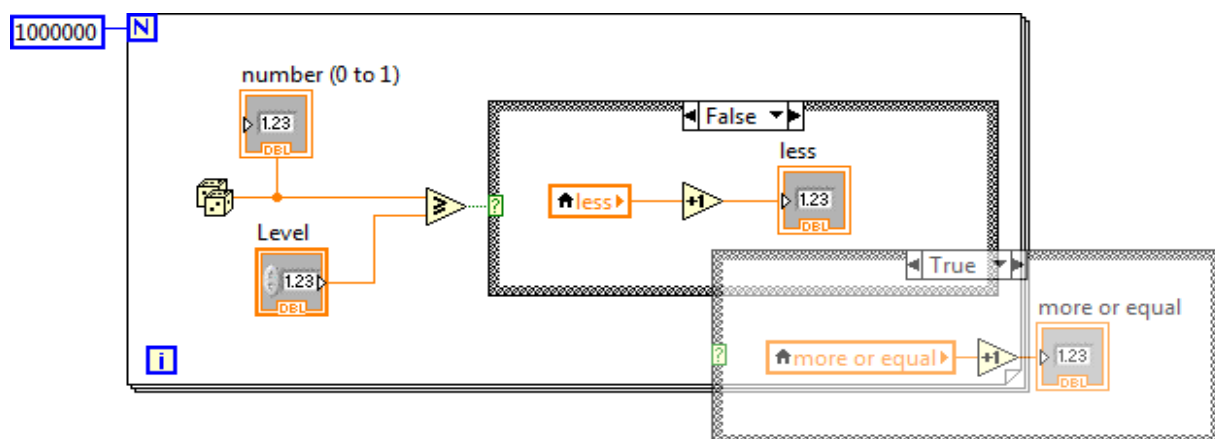 1000000
N
number (0 to 1)
1.23
DBL
False
less
less
+1
1.23
DBL
?
Level
1.23
DBL
True
more or equal
?
more or equal
+1
1.23
DBL
i